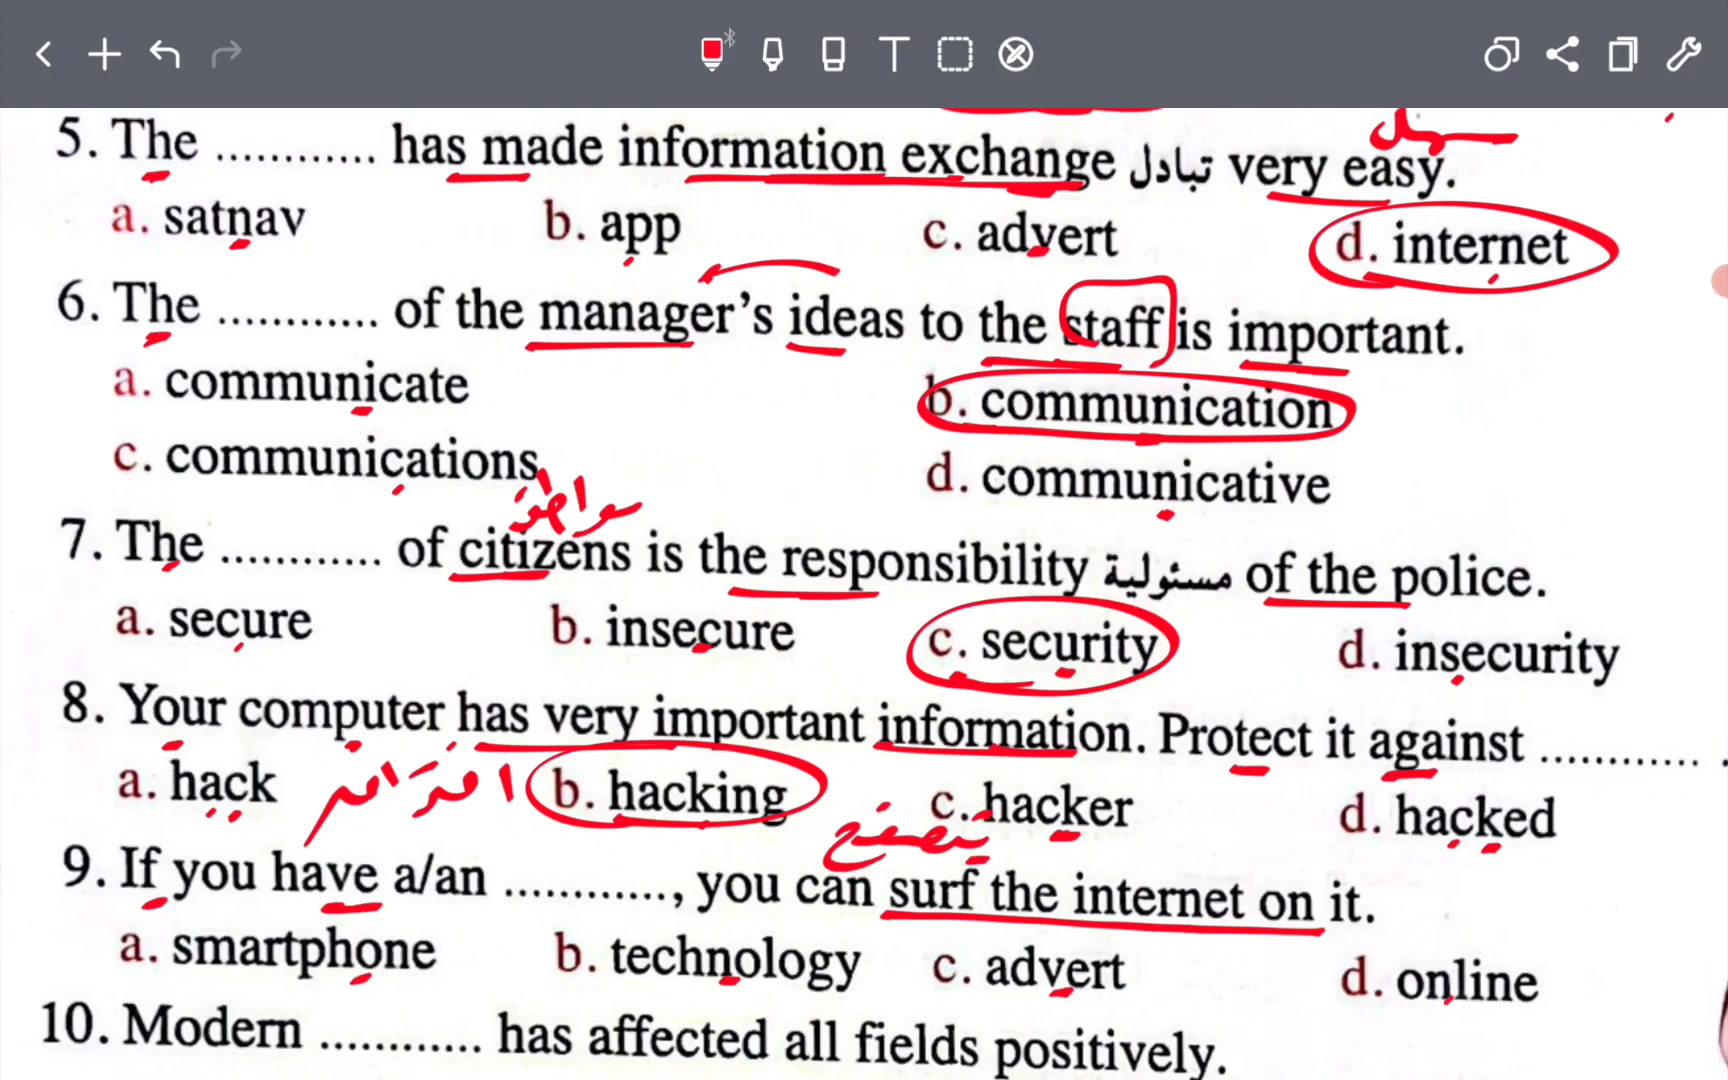 5. The ............ has made information exchange تبادل very easy.
سهل
a. satnav b. app c. advert d. internet
6. The ............ of the manager's ideas to the staff is important.
a. communicate b. communication
c. communications d. communicative
7. The ............ of citizens is the responsibility مسئولية of the police.
a. secure b. insecure c. security d. insecurity
8. Your computer has very important information. Protect it against ............ .
a. hack b. hacking c. hacker d. hacked
يتصفح
9. If you have a/an ............, you can surf the internet on it.
a. smartphone b. technology c. advert d. online
10. Modern ............ has affected all fields positively.